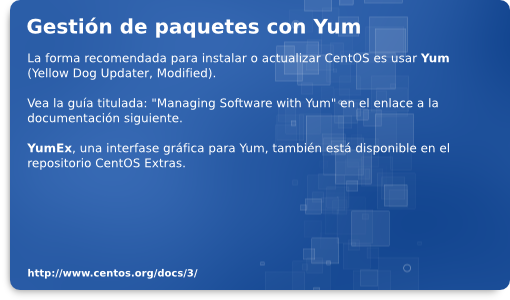 Gestión de paquetes con Yum
La forma recomendada para instalar o actualizar CentOS es usar Yum
(Yellow Dog Updater, Modified).
Vea la guía titulada: "Managing Software with Yum" en el enlace a la
documentación siguiente.
YumEx, una interfase gráfica para Yum, también está disponible en el
repositorio CentOS Extras.
http://www.centos.org/docs/3/